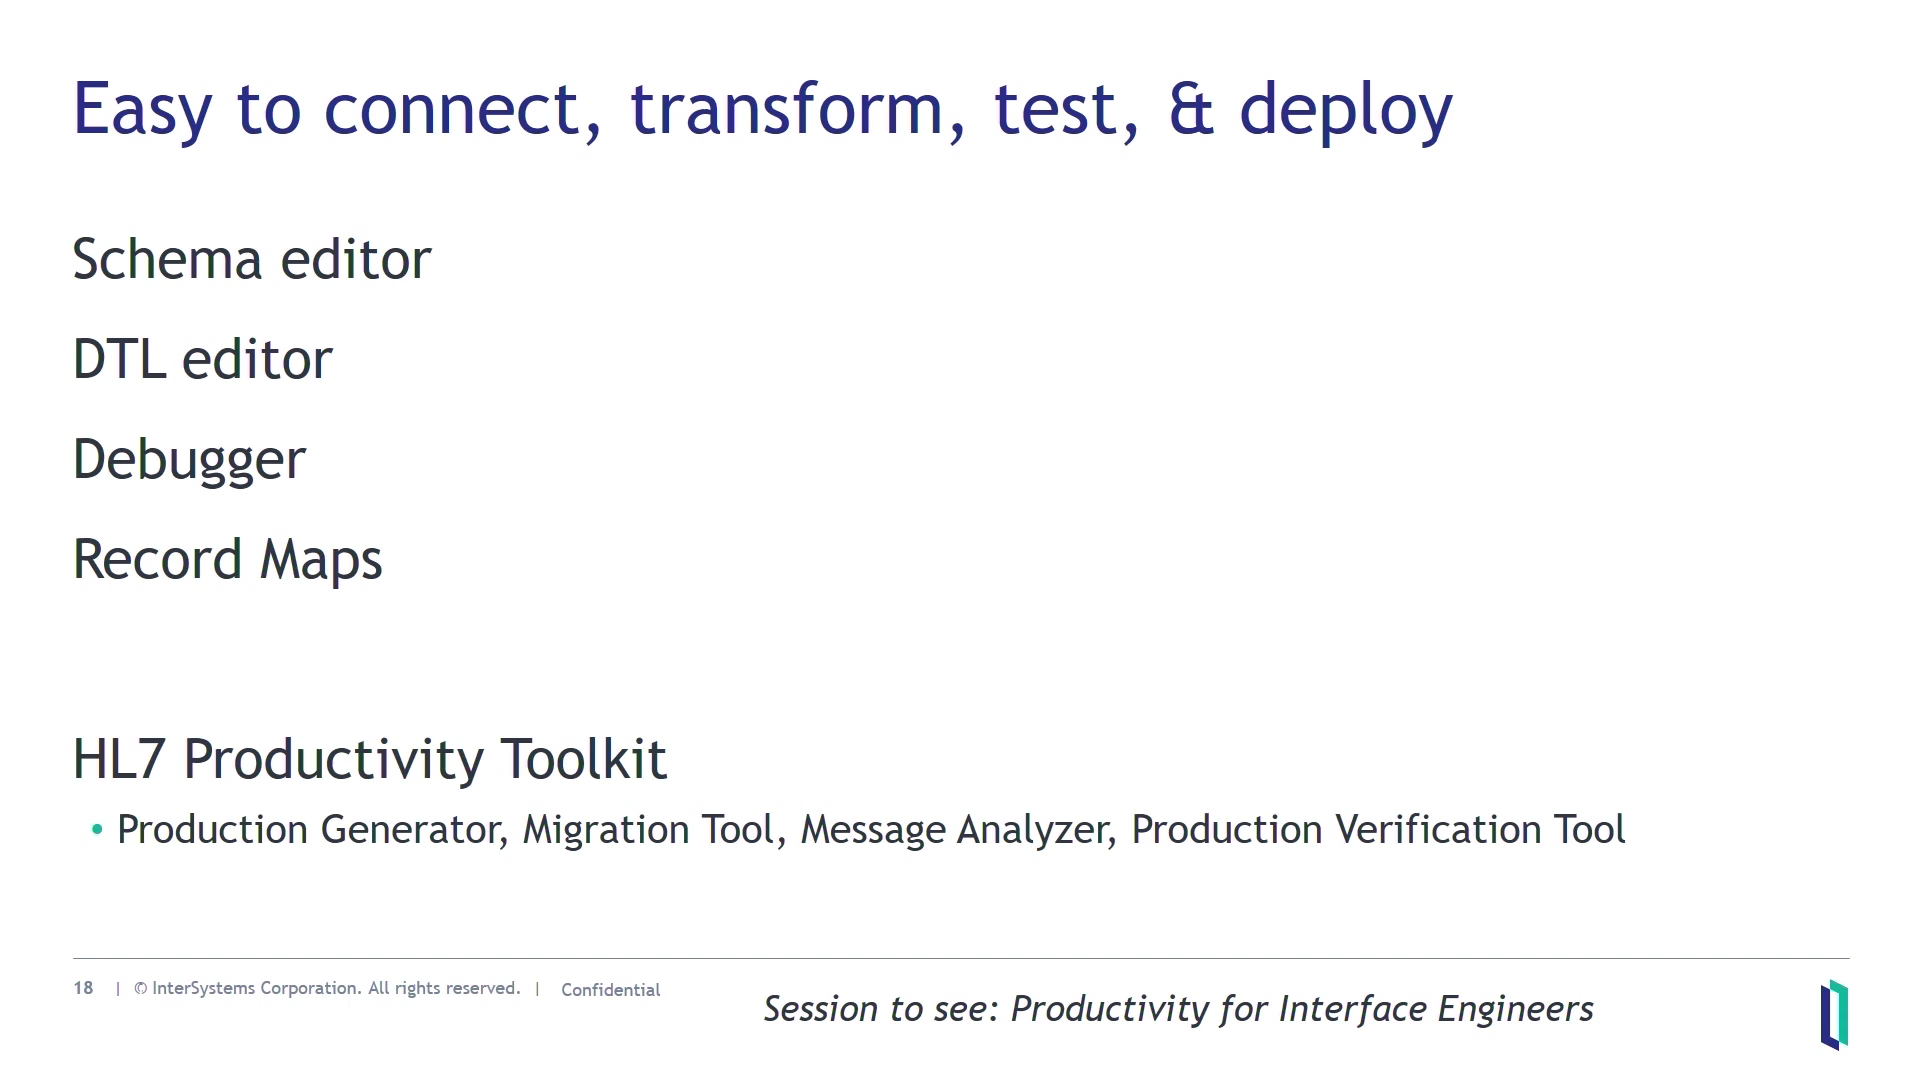 Easy to connect, transform, test, & deploy
Schema editor
DTL editor
Debugger
Record Maps
HL7 Productivity Toolkit
• Production Generator, Migration Tool, Message Analyzer, Production Verification Tool
18 | © InterSystems Corporation. All rights reserved. | Confidential
Session to see: Productivity for Interface Engineers